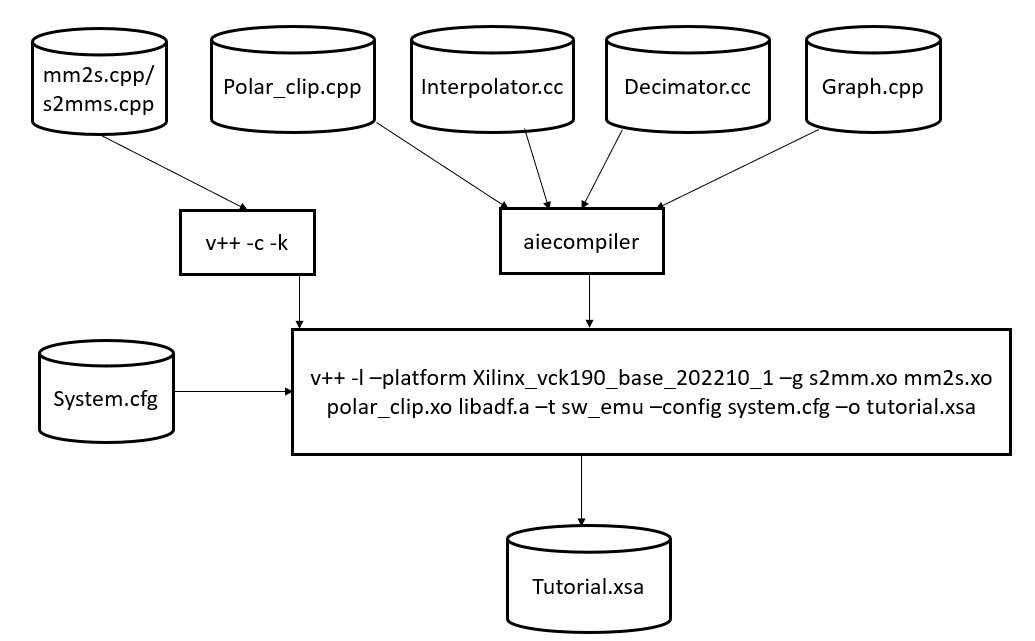 mm2s.cpp/
s2mms.cpp
Polar_clip.cpp
Interpolator.cc
Decimator.cc
Graph.cpp
v++ -c -k
aiecompiler
System.cfg
v++ -l –platform Xilinx_vck190_base_202210_1 –g s2mm.xo mm2s.xo
polar_clip.xo libadf.a –t sw_emu –config system.cfg –o tutorial.xsa
Tutorial.xsa